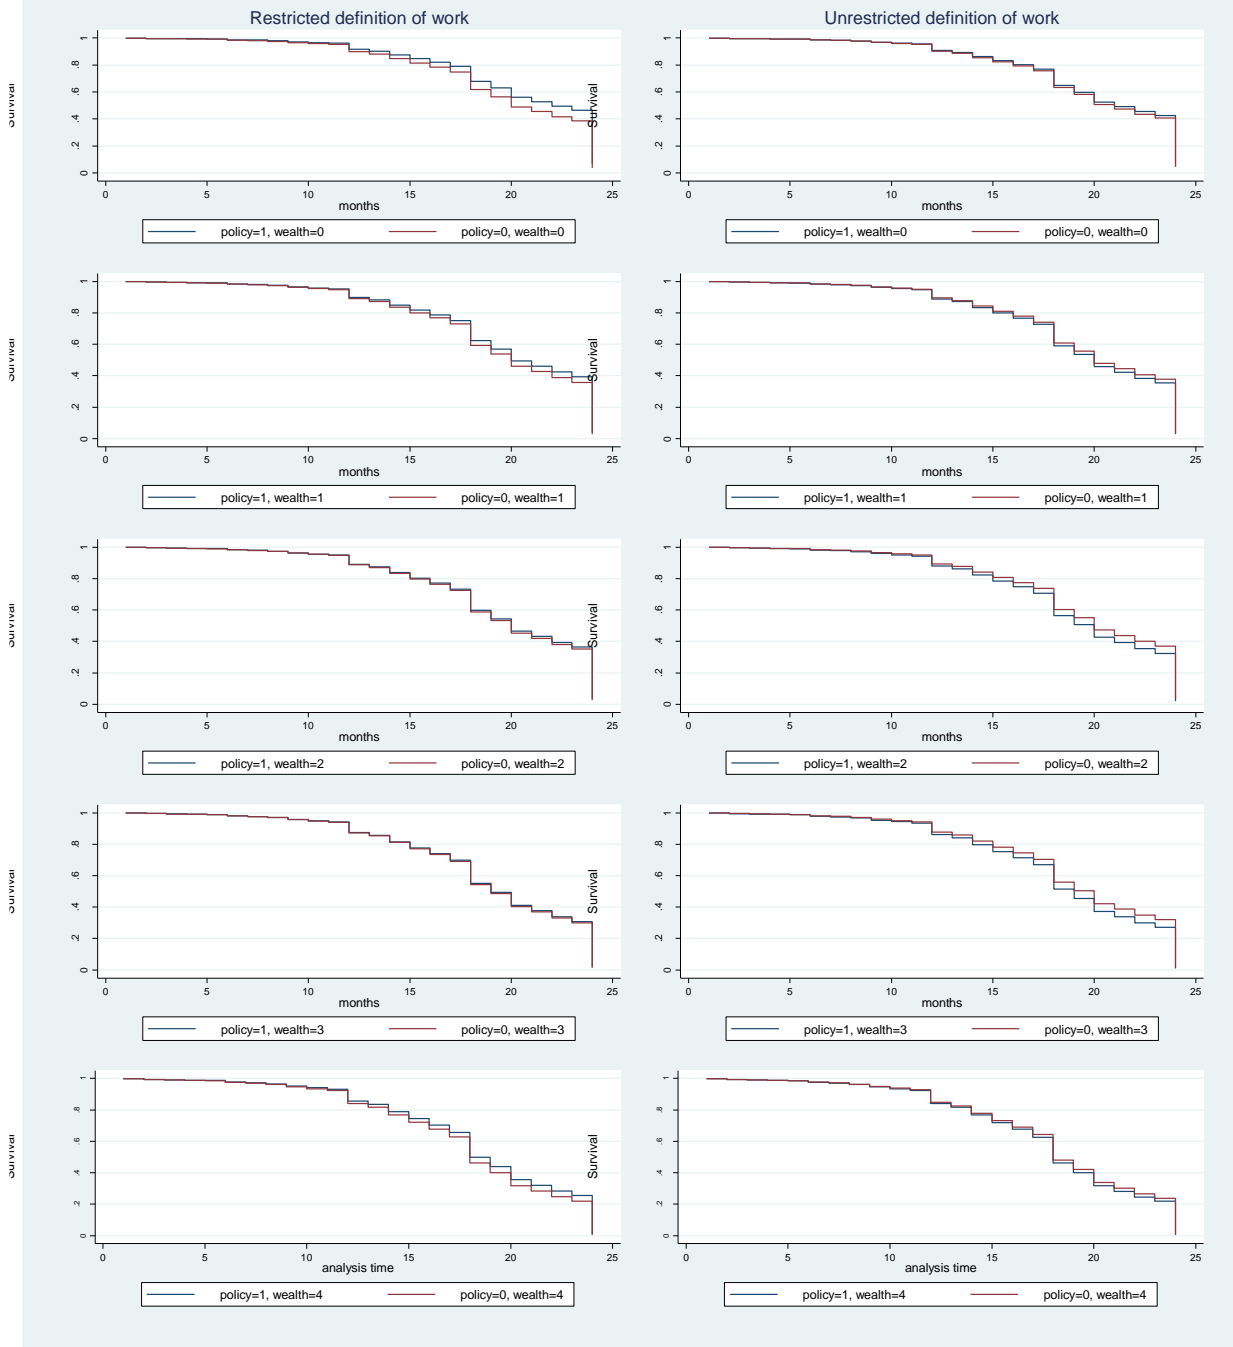 Restricted definition of work
Unrestricted definition of work
Survival
1
.8
.6
.4
.2
0
0 5 10 15 20 25
months
policy=1, wealth=0 policy=0, wealth=0
Survival
1
.8
.6
.4
.2
0
0 5 10 15 20 25
months
policy=1, wealth=0 policy=0, wealth=0
Survival
1
.8
.6
.4
.2
0
0 5 10 15 20 25
months
policy=1, wealth=1 policy=0, wealth=1
Survival
1
.8
.6
.4
.2
0
0 5 10 15 20 25
months
policy=1, wealth=1 policy=0, wealth=1
Survival
1
.8
.6
.4
.2
0
0 5 10 15 20 25
months
policy=1, wealth=2 policy=0, wealth=2
Survival
1
.8
.6
.4
.2
0
0 5 10 15 20 25
months
policy=1, wealth=2 policy=0, wealth=2
Survival
1
.8
.6
.4
.2
0
0 5 10 15 20 25
months
policy=1, wealth=3 policy=0, wealth=3
Survival
1
.8
.6
.4
.2
0
0 5 10 15 20 25
months
policy=1, wealth=3 policy=0, wealth=3
Survival
1
.8
.6
.4
.2
0
0 5 10 15 20 25
analysis time
policy=1, wealth=4 policy=0, wealth=4
Survival
1
.8
.6
.4
.2
0
0 5 10 15 20 25
analysis time
policy=1, wealth=4 policy=0, wealth=4